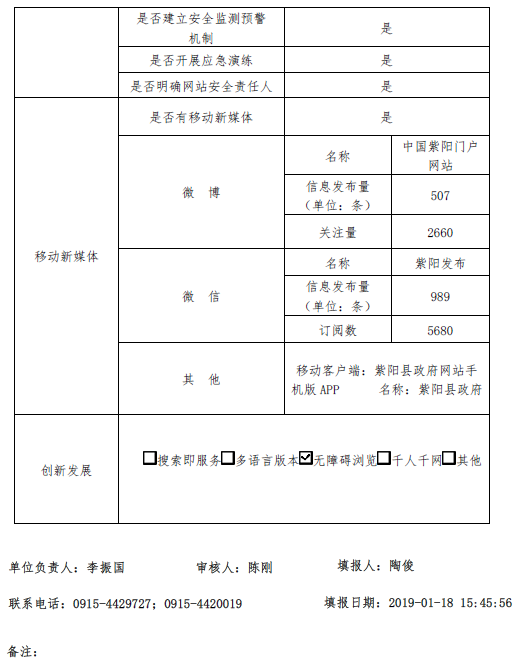 是否建立安全监测预警
机制
是
是否开展应急演练
是
是否明确网站安全责任人
是
移动新媒体
是否有移动新媒体
是
微 博
名称
中国紫阳门户
网站
信息发布量
（单位：条）
507
关注量
2660
微 信
名称
紫阳发布
信息发布量
（单位：条）
989
订阅数
5680
其 他
移动客户端：紫阳县政府网站手
机版 APP 名称：紫阳县政府
创新发展
☐搜索即服务☐多语言版本☑无障碍浏览☐千人千网☐其他
单位负责人：李振国 审核人：陈刚 填报人：陶俊
联系电话：0915-4429727；0915-4420019 填报日期：2019-01-18 15:45:56
备注：